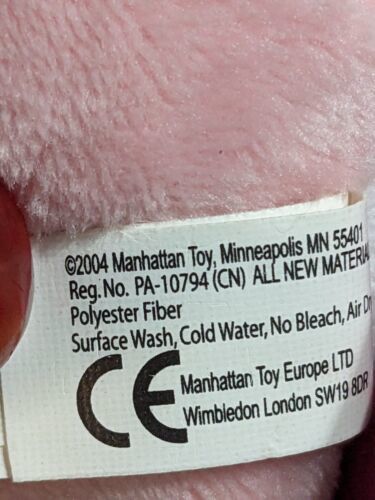 ©2004 Manhattan Toy, Minneapolis MN 55401
Reg. No. PA-10794 (CN) ALL NEW MATERIAL
Polyester Fiber
Surface Wash, Cold Water, No Bleach, Air Dry
CE
Manhattan Toy Europe LTD
Wimbledon London SW19 8DR